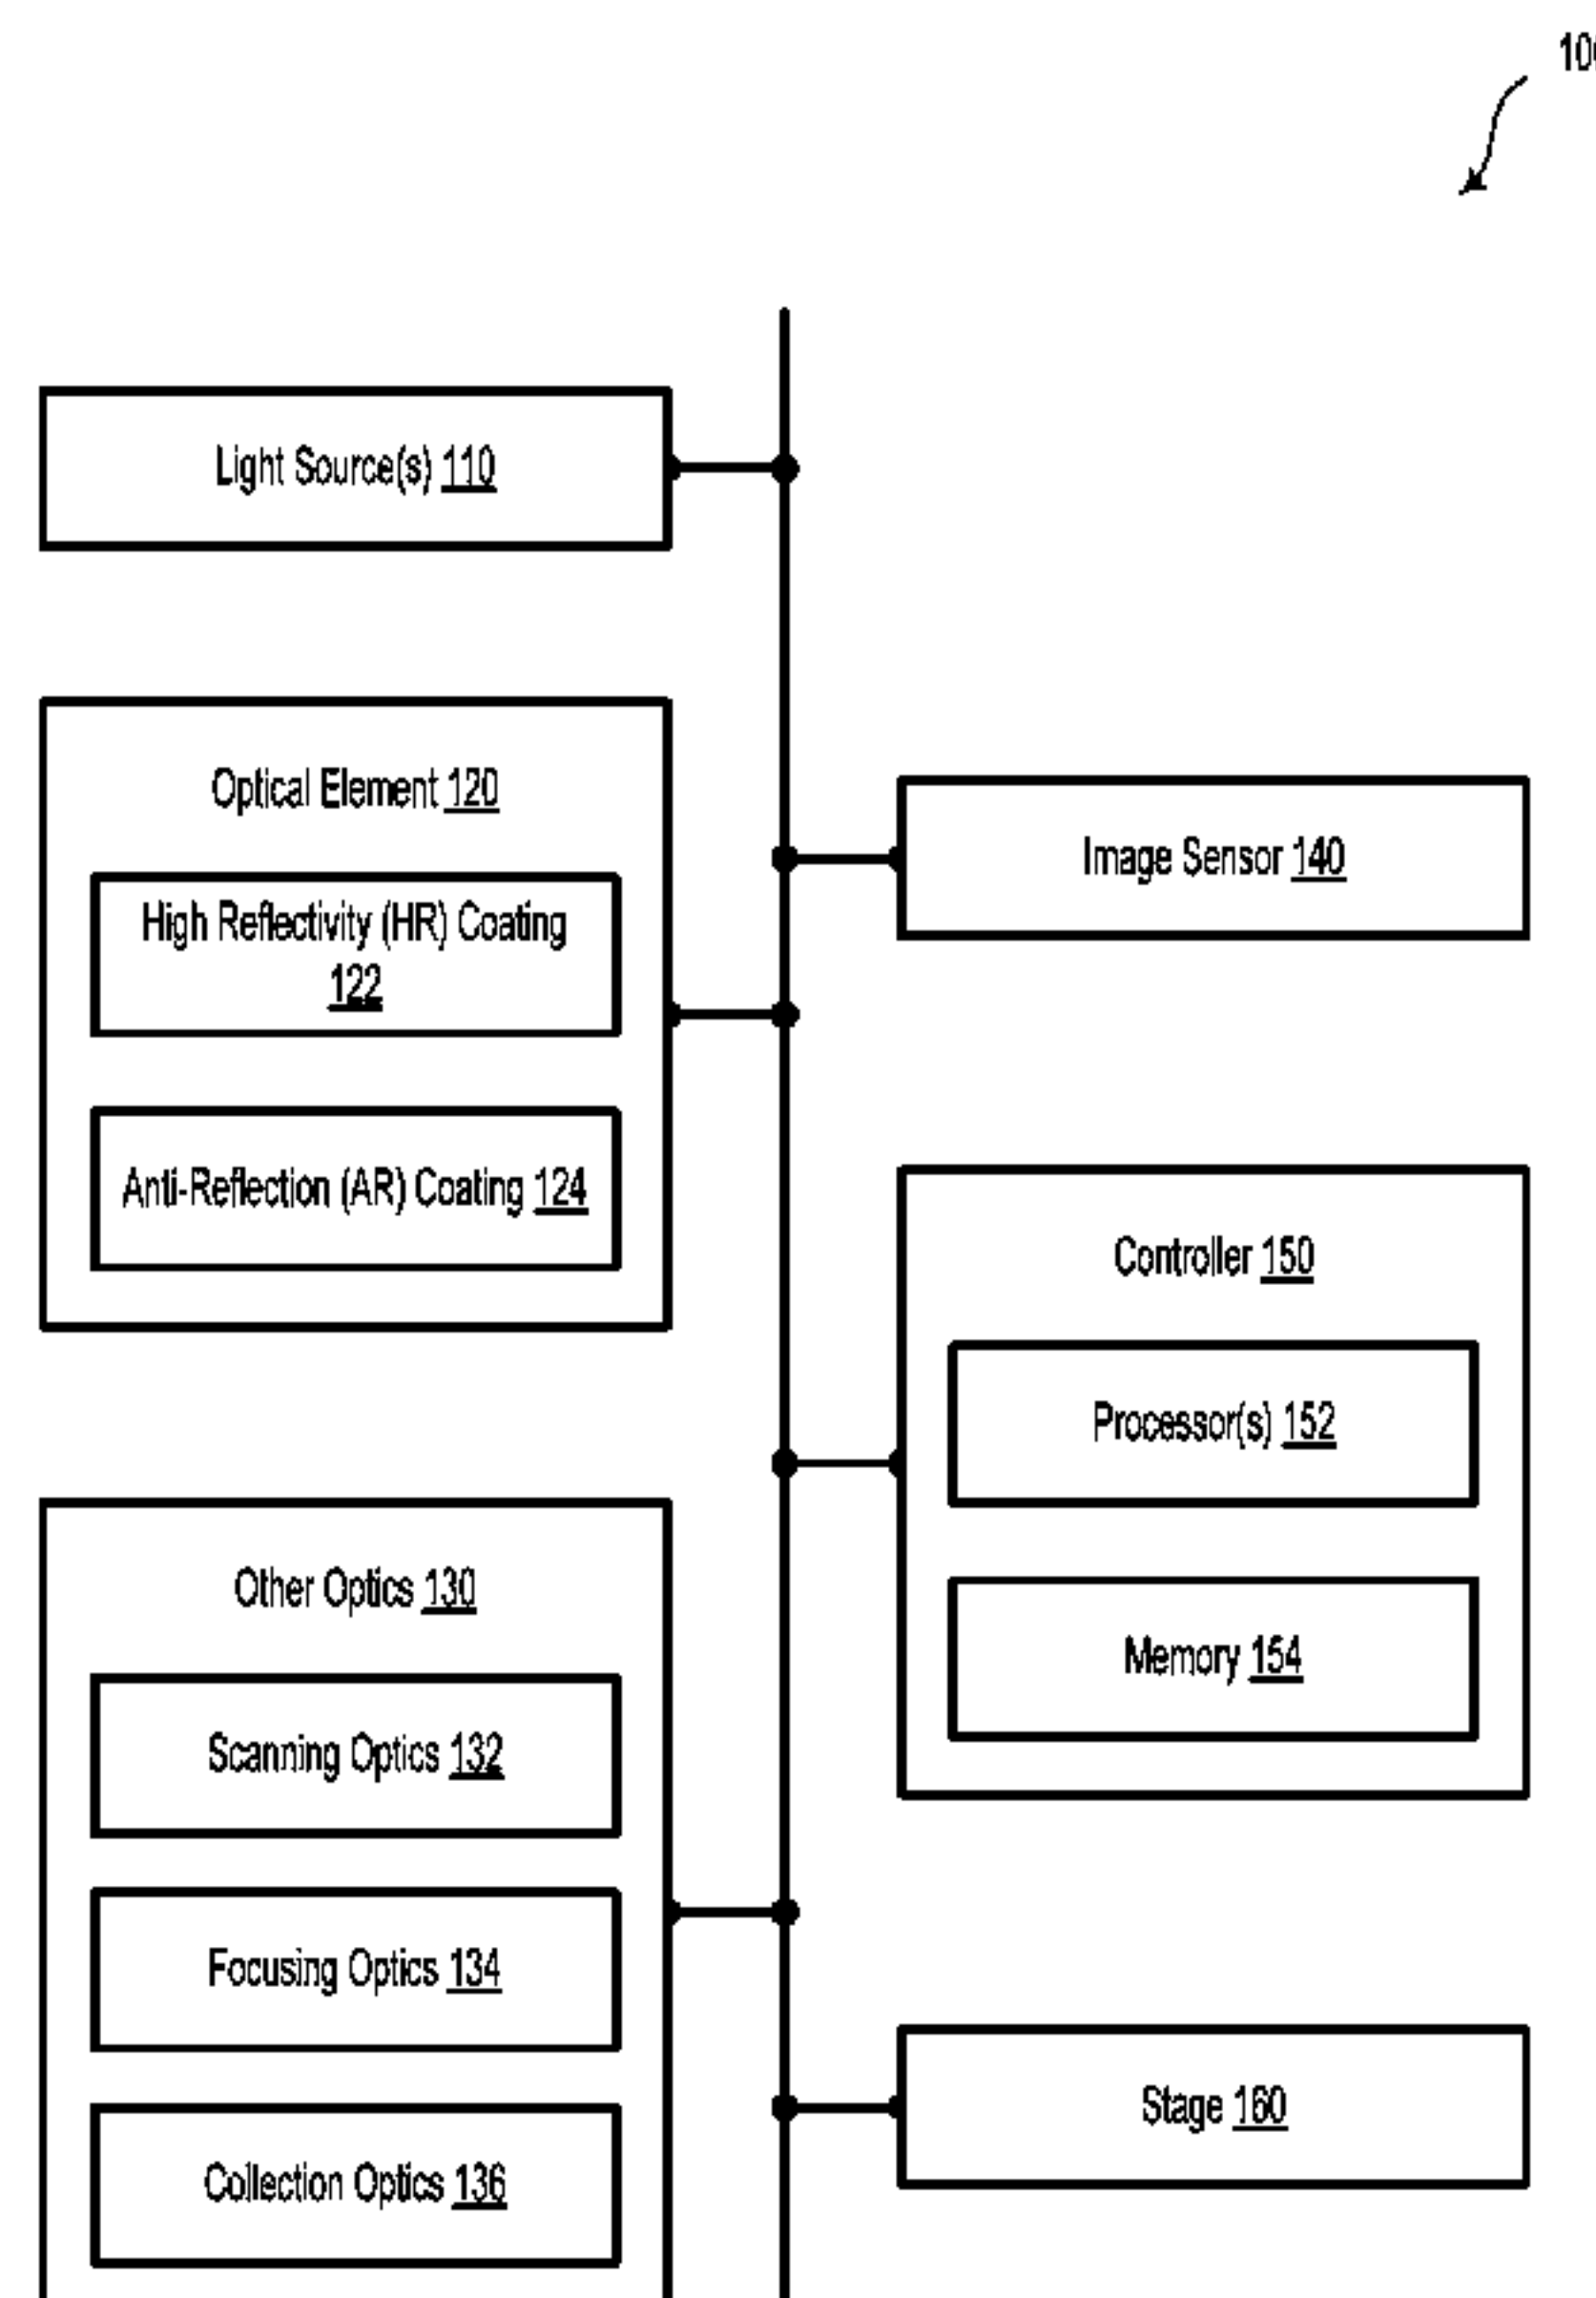 Light Source(s) 110
Optical Element 120
High Reflectivity (HR) Coating
122
Anti-Reflection (AR) Coating 124
Other Optics 130
Scanning Optics 132
Focusing Optics 134
Collection Optics 136
Image Sensor 140
Controller 150
Processor(s) 152
Memory 154
Stage 160